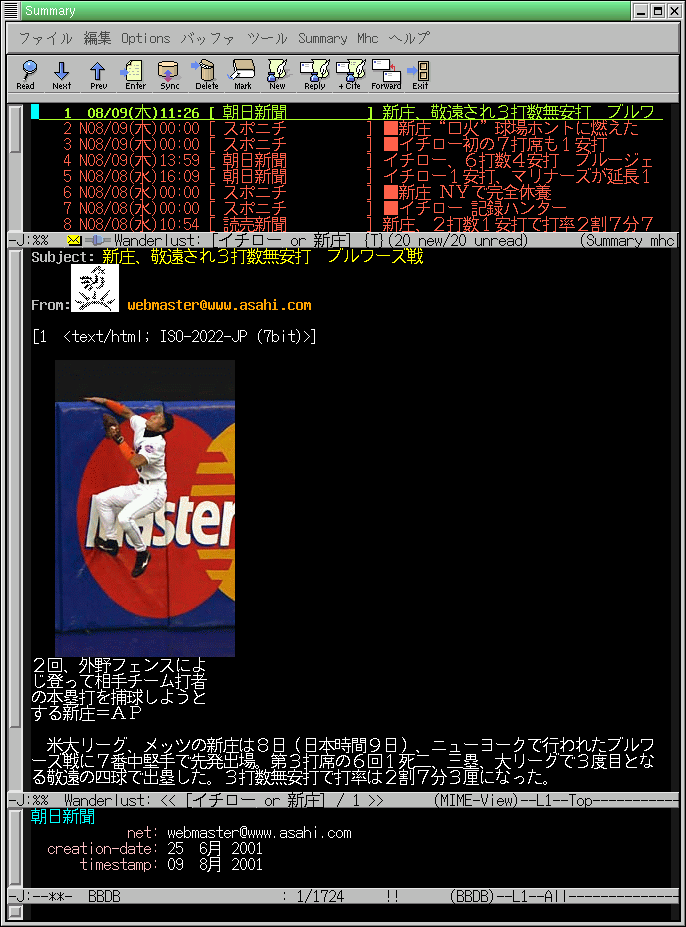 Summary
ファイル 編集 Options バッファ ツール Summary Mhc ヘルプ
Read Next Prev Enter Sync Delete Mark New Reply + Cite Forward Exit
1 08/09(木)11:26 [ 朝日新聞 ] 新庄、敬遠され3打数無安打 ブルワ
2 N08/09(木)00:00 [ スポニチ ] ■新庄 “口火” 球場ホントに燃えた
3 N08/09(木)00:00 [ スポニチ ] ■イチロー初の7打席も1安打
4 N08/09(木)13:59 [ 朝日新聞 ] イチロー、6打数4安打 ブルージェ
5 N08/08(水)16:09 [ 朝日新聞 ] イチロー1安打、マリナーズが延長1
6 N08/08(水)00:00 [ スポニチ ] ■新庄 NYで完全休養
7 N08/08(水)00:00 [ スポニチ ] ■イチロー 記録ハンター
8 N08/08(水)10:54 [ 読売新聞 ] 新庄、2打数1安打で打率2割7分7
-J:%% Wanderlust: [イチロー or 新庄] {T}(20 new/20 unread) (Summary mhc
Subject: 新庄、敬遠され3打数無安打 ブルワーズ戦
From: webmaster@www.asahi.com
[1 <text/html; ISO-2022-JP (7bit)>]
Master
2回、外野フェンスによ
じ登って相手チーム打者
の本塁打を捕球しようと
する新庄=AP
米大リーグ、メッツの新庄は8日(日本時間9日)、ニューヨークで行われたブルワ
ーズ戦に7番中堅手で先発出場。第3打席の6回1死二、三塁、大リーグで3度目とな
る敬遠の四球で出塁した。3打数無安打で打率は2割7分3厘になった。
-J:%% Wanderlust: << [イチロー or 新庄] / 1 >> (MIME-View)--L1--Top-----------
朝日新聞
net: webmaster@www.asahi.com
creation-date: 25 6月 2001
timestamp: 09 8月 2001
-J:--**- BBDB : 1/1724 !! (BBDB)--L1--All--------------